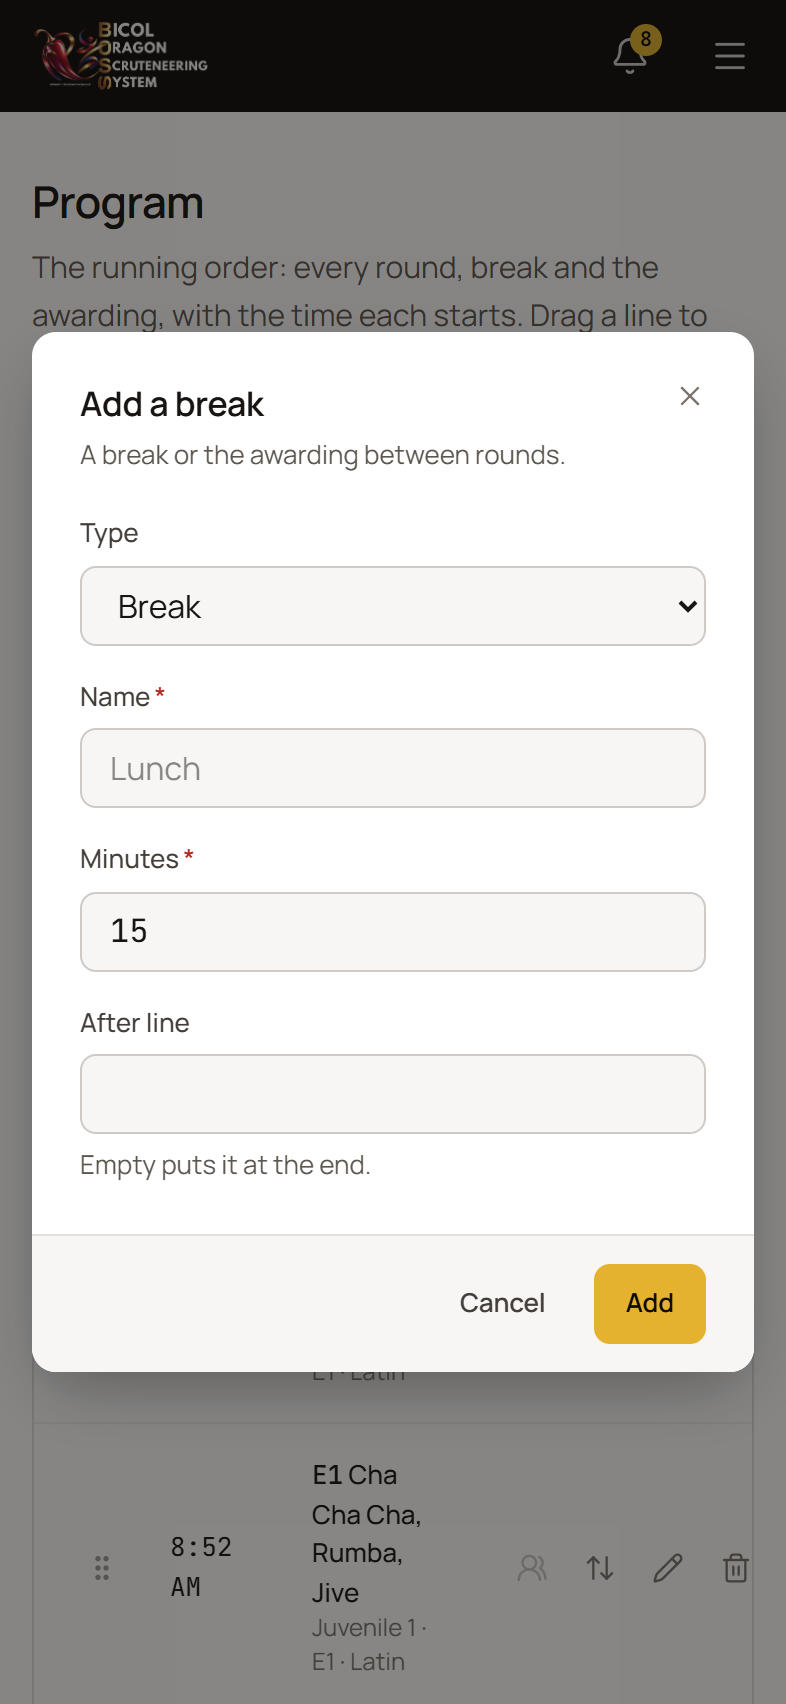 BICOL
DRAGON
SCRUTENEERING
SYSTEM
8
Program
The running order: every round, break and the
awarding, with the time each starts. Drag a line to
Add a break
A break or the awarding between rounds.
Type
Break
Name *
Lunch
Minutes *
15
After line
Empty puts it at the end.
Cancel
Add
E1 · Latin
8:52
AM
E1 Cha
Cha Cha,
Rumba,
Jive
Juvenile 1 ·
E1 · Latin